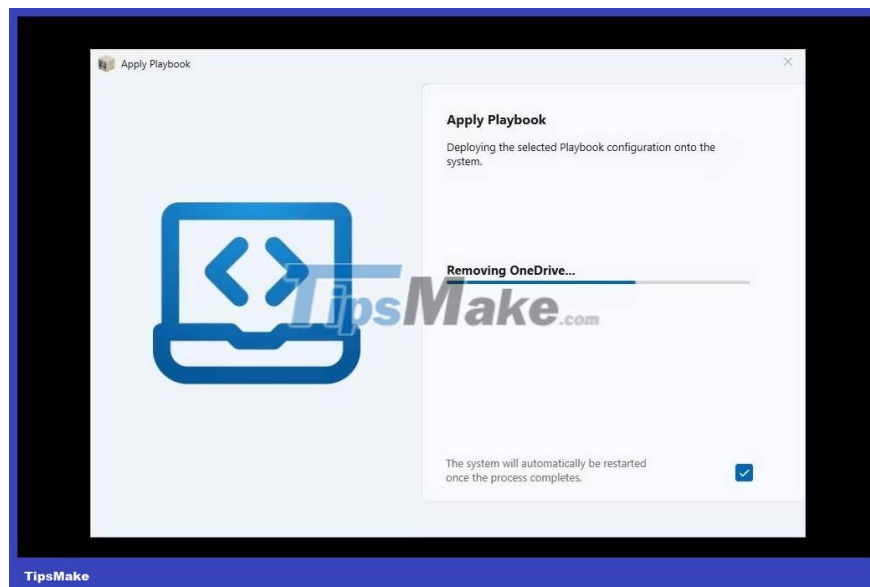 Apply Playbook
Apply Playbook
Deploying the selected Playbook configuration onto the
system.
Removing OneDrive...
TipsMake.com
The system will automatically be restarted
once the process completes.
TipsMake